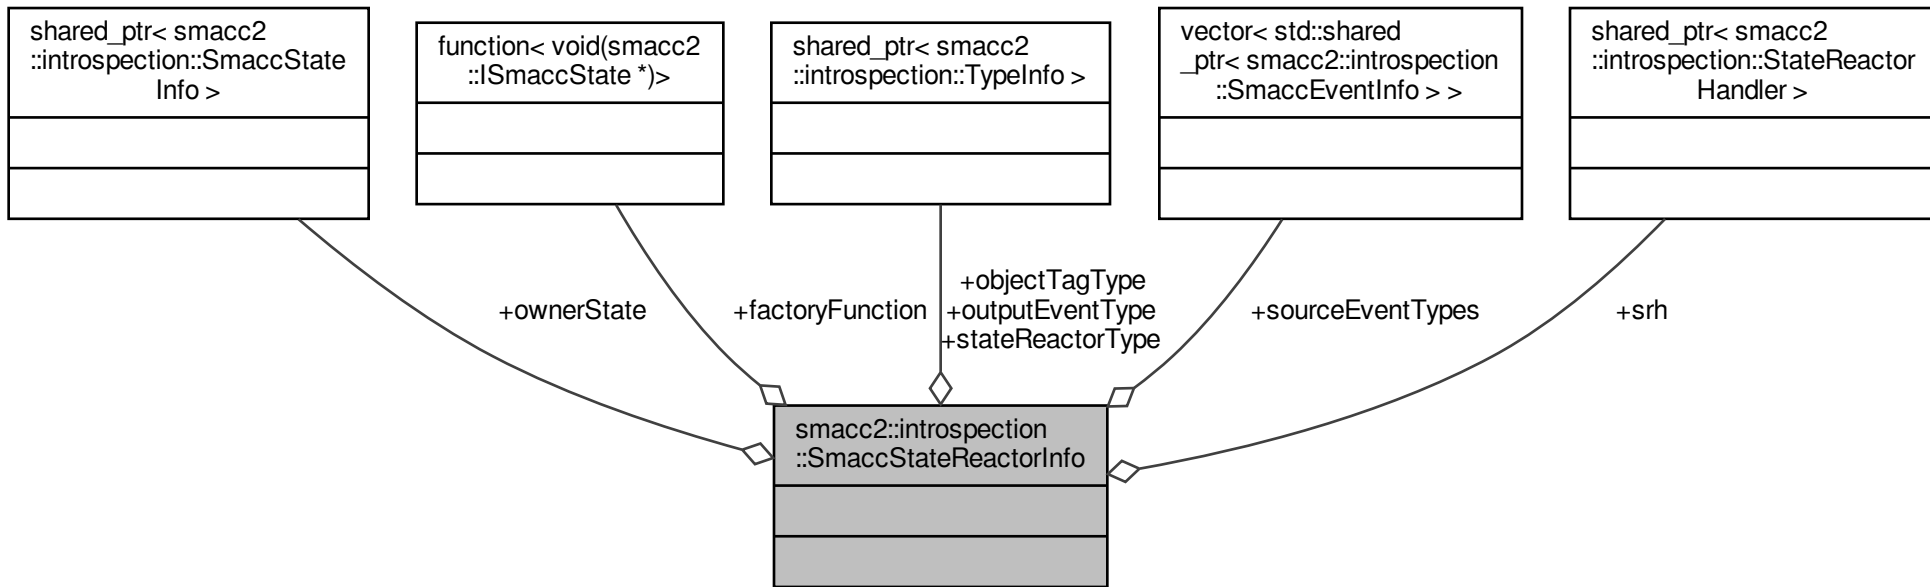 shared_ptr< smacc2
::introspection::SmaccState
Info >
function< void(smacc2
::ISmaccState *)>
shared_ptr< smacc2
::introspection::TypeInfo >
vector< std::shared
_ptr< smacc2::introspection
::SmaccEventInfo > >
shared_ptr< smacc2
::introspection::StateReactor
Handler >
+ownerState
+factoryFunction
+objectTagType
+outputEventType
+stateReactorType
+sourceEventTypes
+srh
smacc2::introspection
::SmaccStateReactorInfo